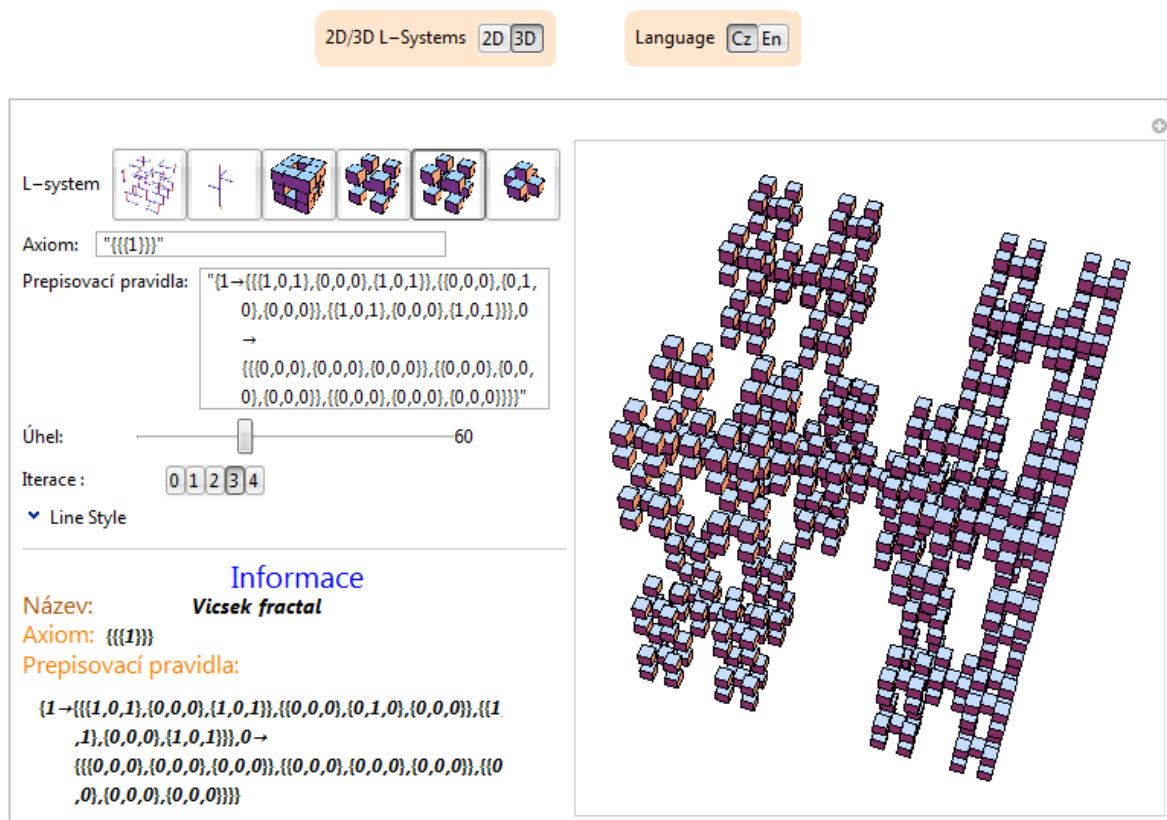 2D/3D L-Systems 2D 3D Language Cz En
L-system
Axiom: "{{{1}}}"
Prepisovací pravidla: "{1→{{{1,0,1},{0,0,0},{1,0,1}},{{0,0,0},{0,1,
0},{0,0,0}},{{1,0,1},{0,0,0},{1,0,1}}},0
→
{{{0,0,0},{0,0,0},{0,0,0}},{{0,0,0},{0,0,
0},{0,0,0}},{{0,0,0},{0,0,0},{0,0,0}}}}"
Úhel: 60
Iterace : 0 1 2 3 4
Line Style
Informace
Název: Vicsek fractal
Axiom: {{{1}}}
Prepisovací pravidla:
{1→{{{1,0,1},{0,0,0},{1,0,1}},{{0,0,0},{0,1,0},{0,0,0}},{{1
,1},{0,0,0},{1,0,1}}},0→
{{{0,0,0},{0,0,0},{0,0,0}},{{0,0,0},{0,0,0},{0,0,0}},{{0
,0},{0,0,0},{0,0,0}}}}